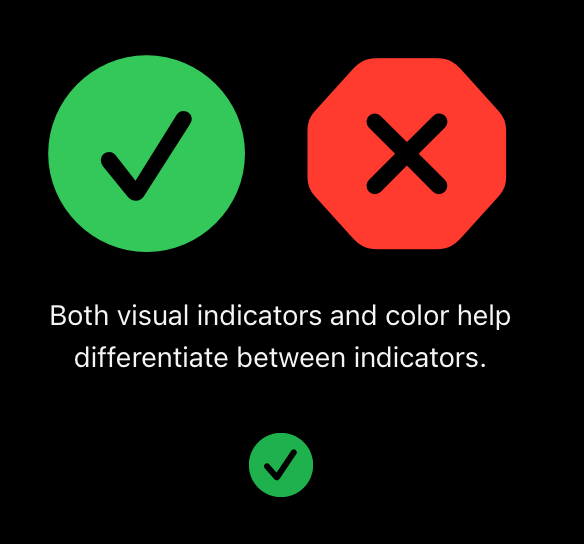 Both visual indicators and color help
differentiate between indicators.